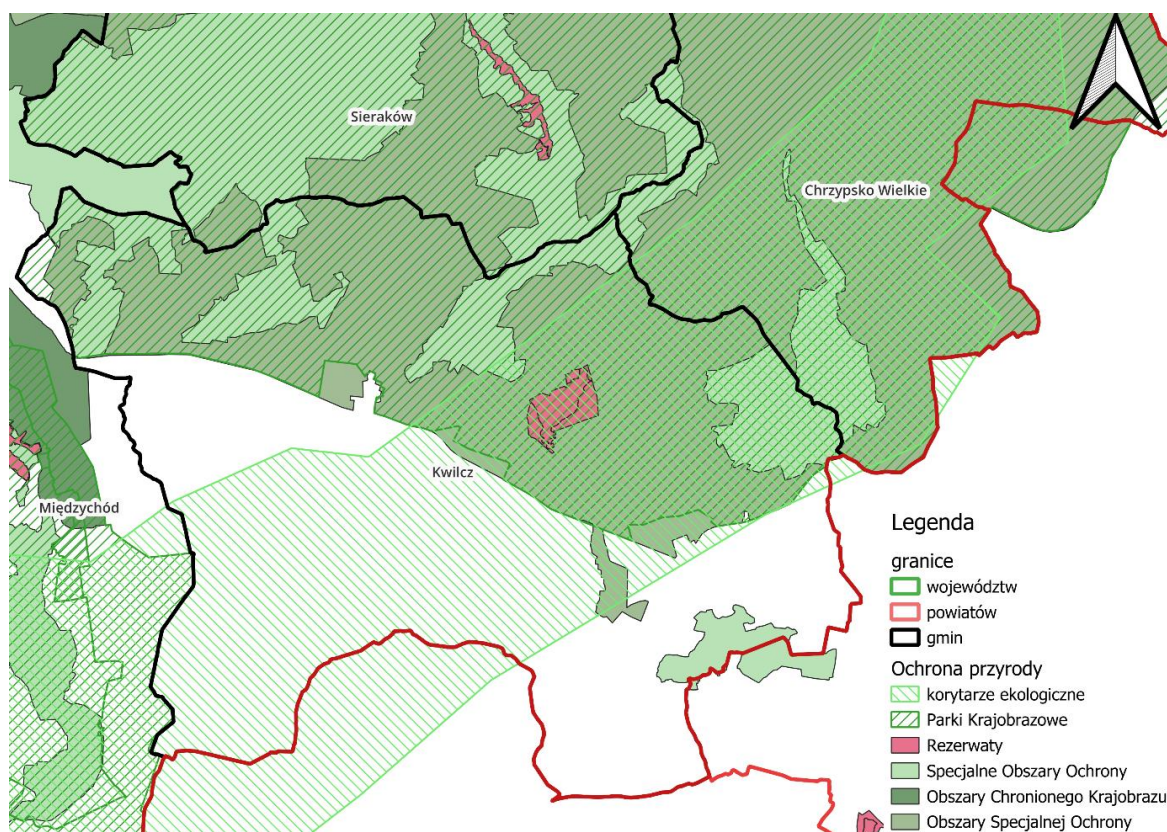 Sieraków
Chrzypsko Wielkie
Kwilcz
Międzychód
Legenda
granice
województw
powiatów
gmin
Ochrona przyrody
korytarze ekologiczne
Parki Krajobrazowe
Rezerwaty
Specjalne Obszary Ochrony
Obszary Chronionego Krajobrazu
Obszary Specjalnej Ochrony